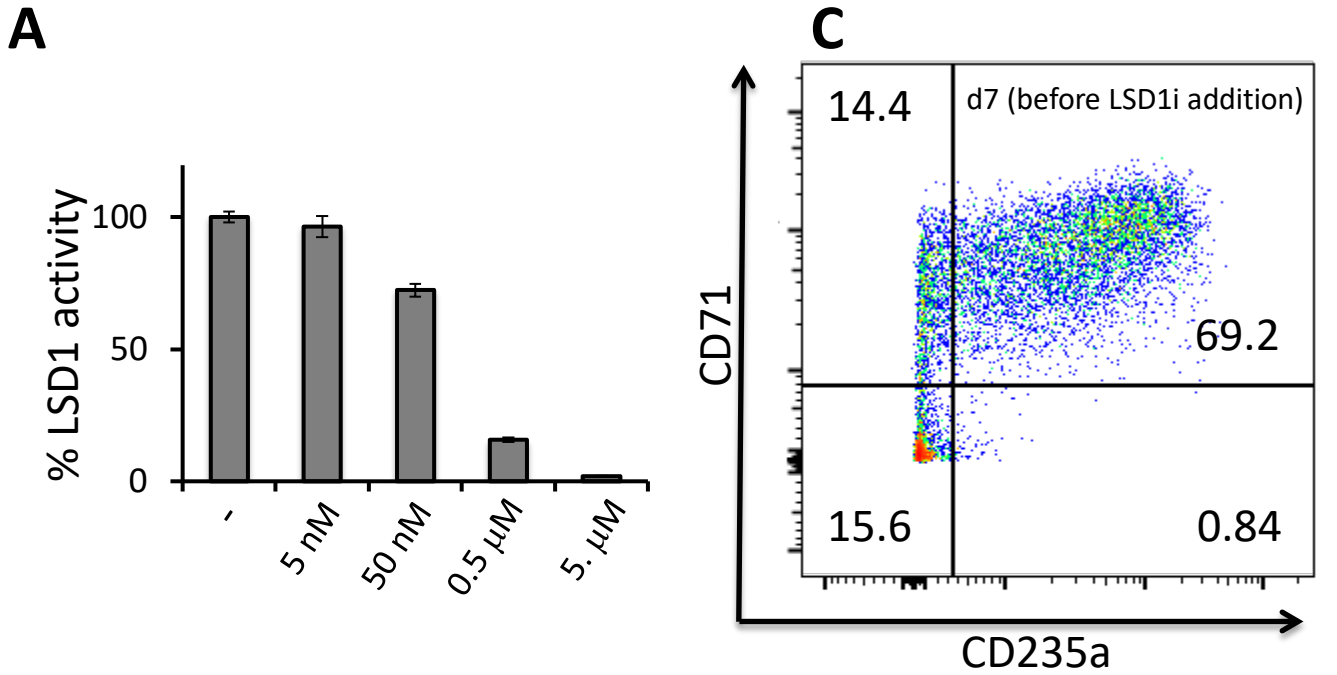 A
% LSD1 activity
100
50
0
-
5 nM
50 nM
0.5 µM
5. µM
C
14.4
d7 (before LSD1i addition)
69.2
15.6
0.84
CD71
CD235a